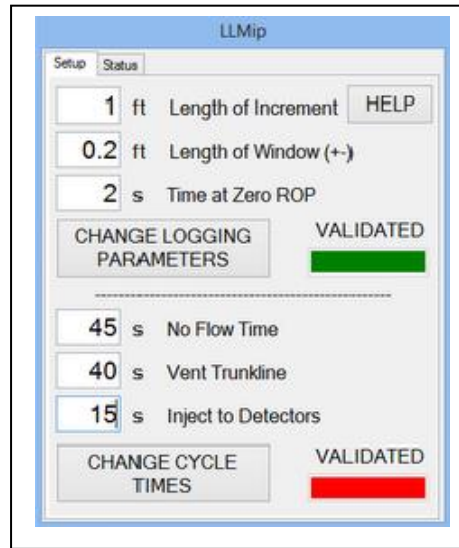 LLMip
Setup Status
1 ft Length of Increment HELP
0.2 ft Length of Window (+-)
2 s Time at Zero ROP
CHANGE LOGGING VALIDATED
PARAMETERS
--------------------------------------------------
45 s No Flow Time
40 s Vent Trunkline
15 s Inject to Detectors
CHANGE CYCLE VALIDATED
TIMES